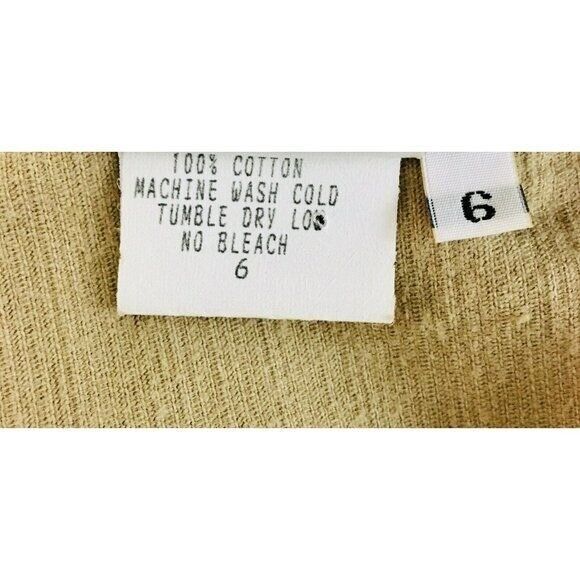 100% COTTON
MACHINE WASH COLD
TUMBLE DRY LO
NO BLEACH
6
6